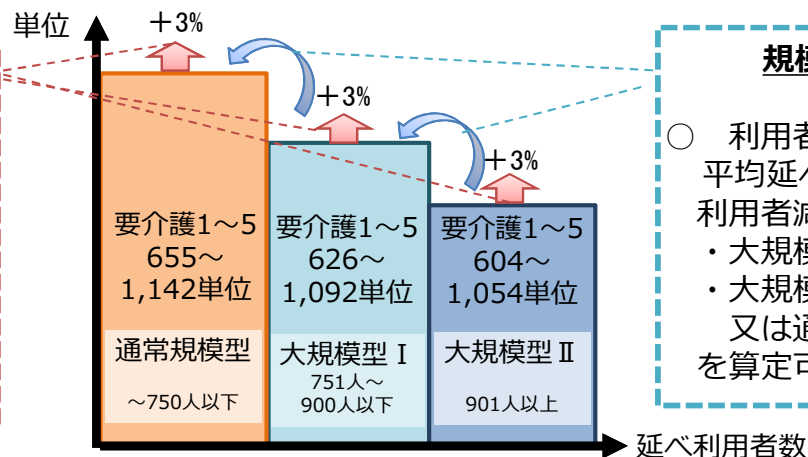 単位
+3%
+3%
+3%
要介護1~5
655~
1,142単位
通常規模型
~750人以下
要介護1~5
626~
1,092単位
大規模型Ⅰ
751人~
900人以下
要介護1~5
604~
1,054単位
大規模型Ⅱ
901人以上
延べ利用者数
規模
○ 利用者
平均延べ
利用者減
・大規模
・大規模
又は通
を算定可